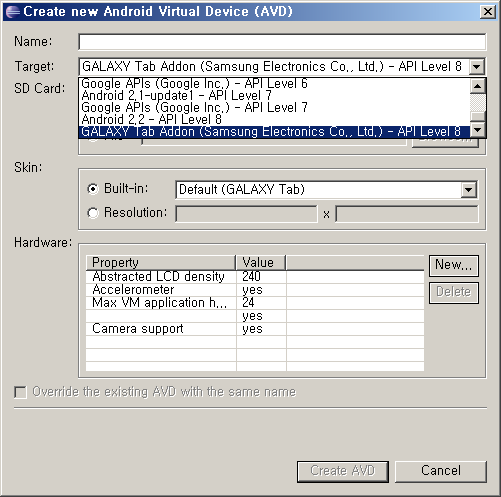 Create new Android Virtual Device (AVD)
Name:
Target: GALAXY Tab Addon (Samsung Electronics Co., Ltd.) - API Level 8
SD Card: Google APIs (Google Inc.) - API Level 6
Android 2.1-update1 - API Level 7
Google APIs (Google Inc.) - API Level 7
Android 2.2 - API Level 8
GALAXY Tab Addon (Samsung Electronics Co., Ltd.) - API Level 8
Skin:
Built-in: Default (GALAXY Tab)
Resolution: x
Hardware:
Property Value
Abstracted LCD density 240 New...
Accelerometer yes
Max VM application h... 24 Delete
yes
Camera support yes
Override the existing AVD with the same name
Create AVD Cancel